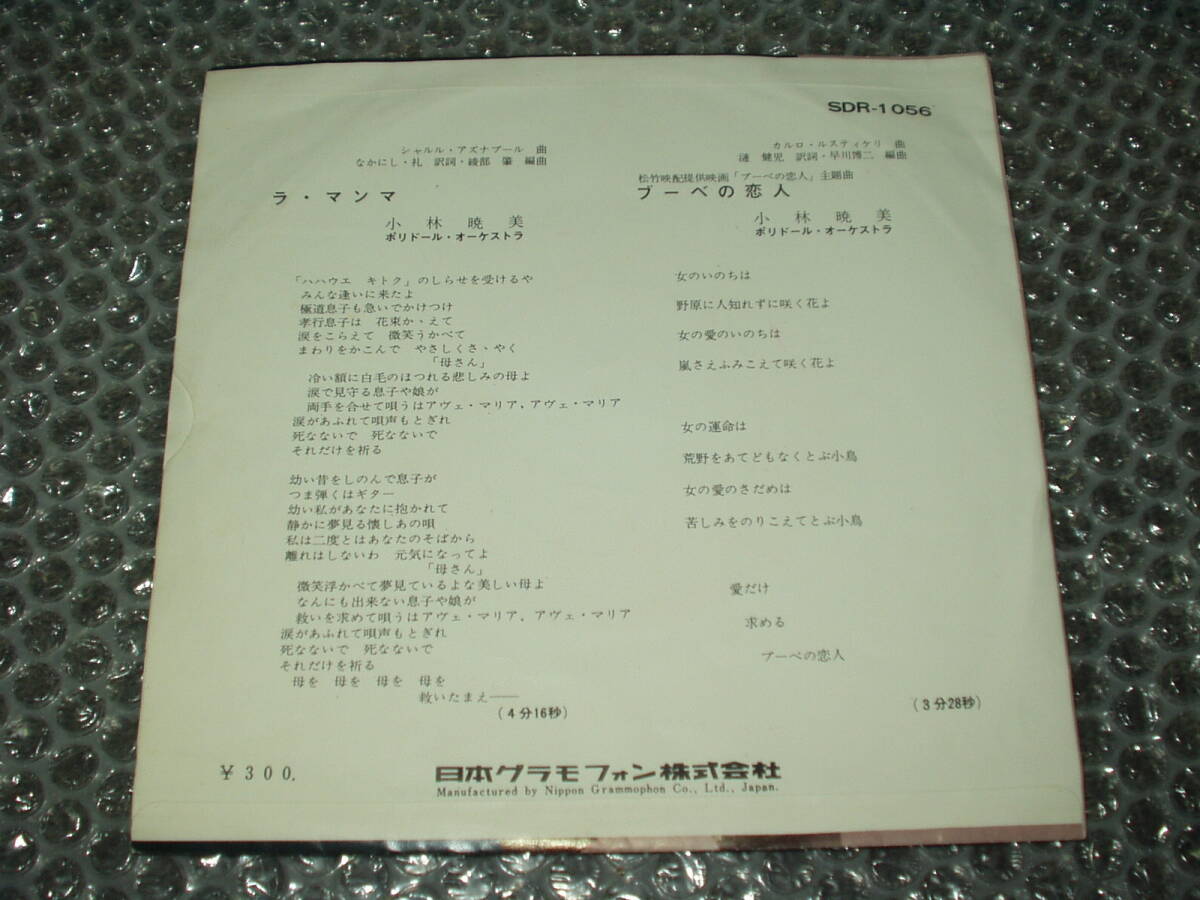 SDR-1056
シャルル・アズナブール 曲
なかにし・礼 訳詞・綾部 肇 編曲
ラ・マンマ
小林暁美
ポリドール・オーケストラ
「ハハウエ キトク」のしらせを受けるや
みんな逢いに来たよ
極道息子も急いでかけつけ
孝行息子は 花束か・えて
涙をこらえて 微笑うかべて
まわりをかこんで やさしくさゝやく
「母さん」
冷い額に白毛のほつれる悲しみの母よ
涙で見守る息子や娘が
両手を合せて唄うはアヴェ・マリア、アヴェ・マリア
涙があふれて唄声もとぎれ
死なないで 死なないで
それだけを祈る
幼い昔をしのんで息子が
つま弾くはギター
幼い私があなたに抱かれて
静かに夢見る懐しあの唄
私は二度とはあなたのそばから
離れはしないわ 元気になってよ
「母さん」
微笑浮かべて夢見ているよな美しい母よ
なんにも出来ない息子や娘が
救いを求めて唄うはアヴェ・マリア、アヴェ・マリア
涙があふれて唄声もとぎれ
死なないで 死なないで
それだけを祈る
母を 母を 母を 母を
救いたまえ──
(4分16秒)
カルロ・ルスティケリ 曲
漣 健児 訳詞・早川博二 編曲
松竹映配提供映画「ブーベの恋人」主題曲
ブーベの恋人
小林暁美
ポリドール・オーケストラ
女のいのちは
野原に人知れずに咲く花よ
女の愛のいのちは
嵐さえふみこえて咲く花よ
女の運命は
荒野をあてどもなくとぶ小鳥
女の愛のさだめは
苦しみをのりこえてとぶ小鳥
愛だけ
求める
ブーベの恋人
(3分28秒)
¥300.
日本グラモフォン株式会社
Manufactured by Nippon Grammophon Co., Ltd., Japan.